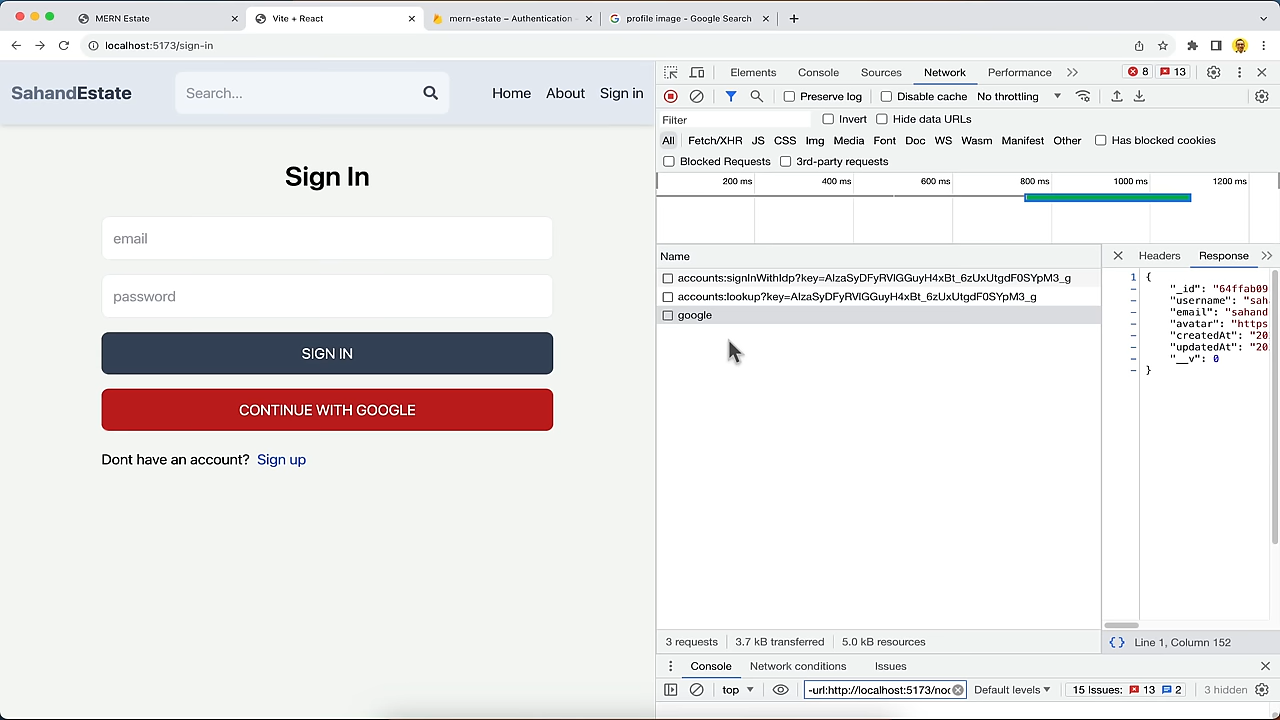 MERN Estate
Vite + React
mern-estate – Authentication
profile image - Google Search
localhost:5173/sign-in
SahandEstate
Search...
Home
About
Sign in
Sign In
email
password
SIGN IN
CONTINUE WITH GOOGLE
Dont have an account? Sign up
Elements
Console
Sources
Network
Performance
8
13
Preserve log
Disable cache
No throttling
Filter
Invert
Hide data URLs
All
Fetch/XHR
JS
CSS
Img
Media
Font
Doc
WS
Wasm
Manifest
Other
Has blocked cookies
Blocked Requests
3rd-party requests
200 ms
400 ms
600 ms
800 ms
1000 ms
1200 ms
Name
accounts:signInWithIdp?key=AIzaSyDFyRVlGGuyH4xBt_6zUxUtgdF0SYpM3_g
accounts:lookup?key=AIzaSyDFyRVlGGuyH4xBt_6zUxUtgdF0SYpM3_g
google
Headers
Response
1 {
- "_id": "64ffab09
- "username": "sah
- "email": "sahand
- "avatar": "https
- "createdAt": "20
- "updatedAt": "20
- "__v": 0
- }
3 requests
3.7 kB transferred
5.0 kB resources
{} Line 1, Column 152
Console
Network conditions
Issues
top
-url:http://localhost:5173/no
Default levels
15 Issues: 13 2
3 hidden